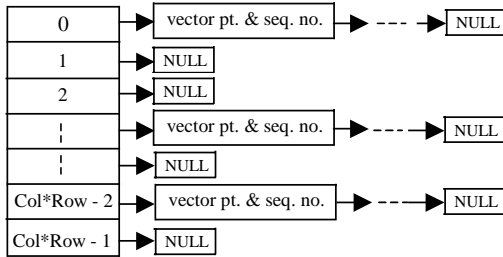 0 vector pt. & seq. no. NULL
1 NULL
2 NULL
vector pt. & seq. no. NULL
NULL
Col*Row - 2 vector pt. & seq. no. NULL
Col*Row - 1 NULL